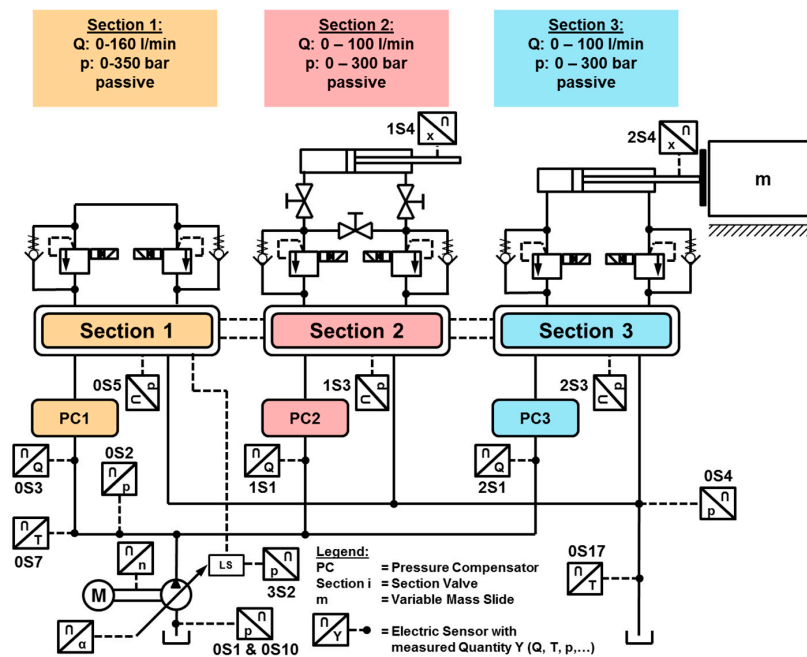 Section 1:
Q: 0-160 l/min
p: 0-350 bar
passive
Section 2:
Q: 0 – 100 l/min
p: 0 – 300 bar
passive
Section 3:
Q: 0 – 100 l/min
p: 0 – 300 bar
passive
1S4
∩
x
2S4
∩
x
m
Section 1
Section 2
Section 3
0S5
∩
p
1S3
∩
p
2S3
∩
p
PC1
PC2
PC3
0S3
∩
Q
0S2
∩
p
1S1
∩
Q
2S1
∩
Q
0S4
∩
p
0S7
∩
T
∩
n
M
LS
∩
p
3S2
∩
α
∩
p
0S1 & 0S10
0S17
∩
T
Legend:
PC = Pressure Compensator
Section i = Section Valve
m = Variable Mass Slide
∩
Y
= Electric Sensor with
measured Quantity Y (Q, T, p,...)